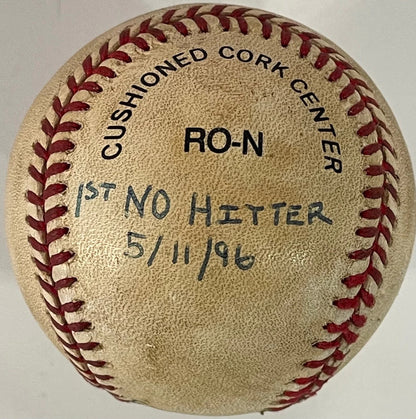 CUSHIONED CORK CENTER
RO-N
1ST NO HITTER
5/11/96